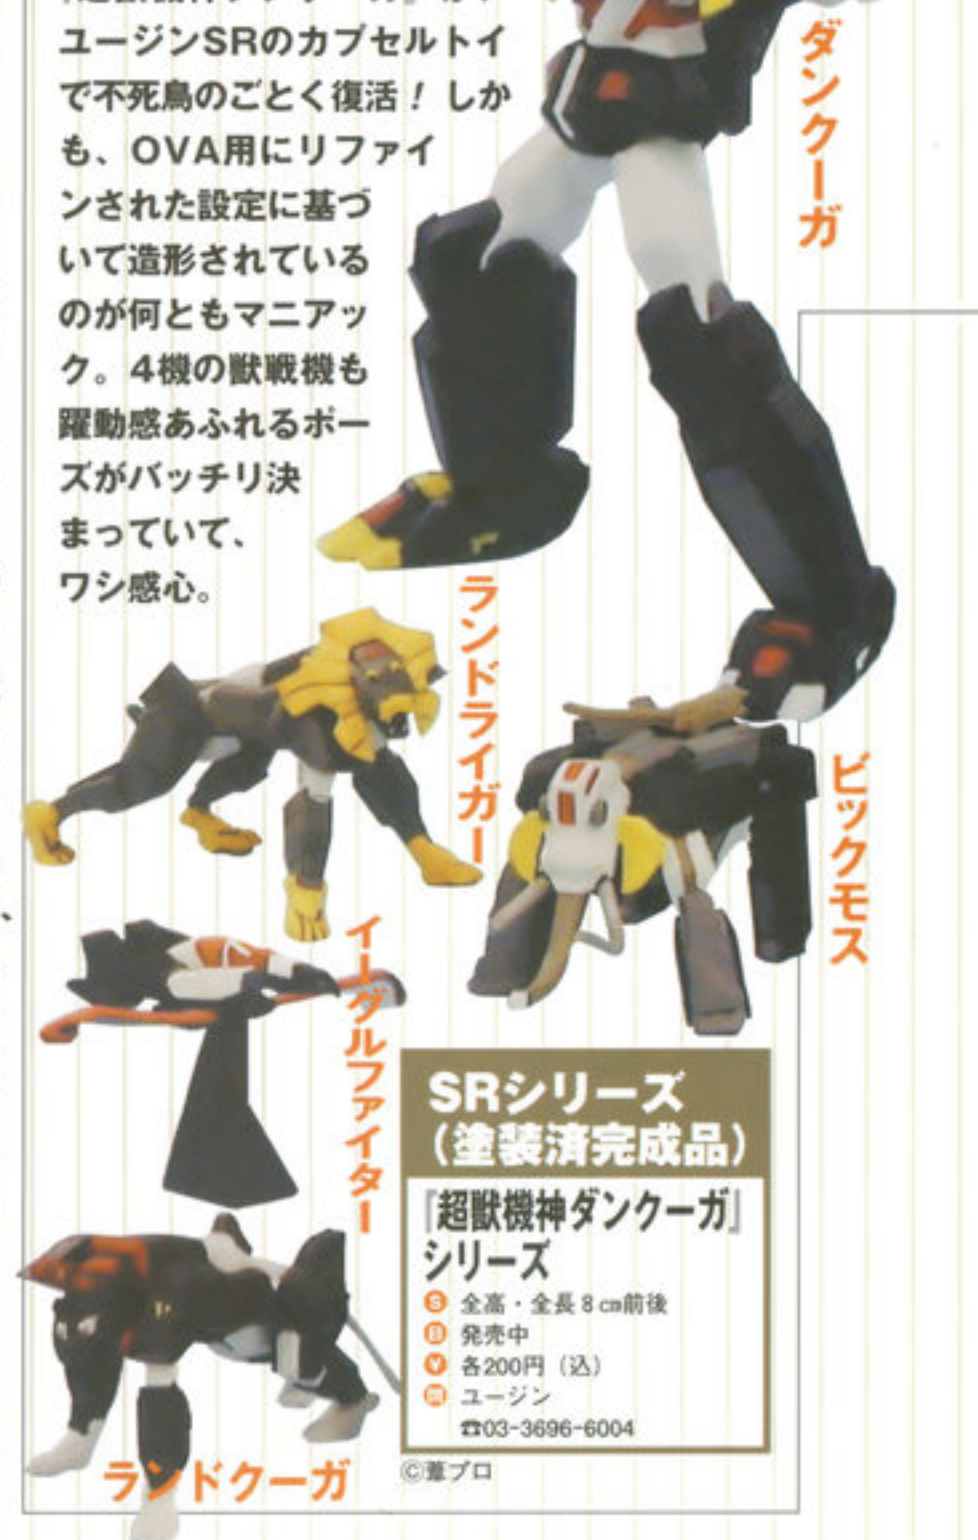 ユージンSRのカプセルトイ
で不死鳥のごとく復活！しか
も、OVA用にリファイ
ンされた設定に基づ
いて造形されている
のが何ともマニアッ
ク。4機の獣戦機も
躍動感あふれるポー
ズがバッチリ決
まっていて、
ワシ感心。
ダンクーガ
ランドライガー
ビックモス
イーグルファイター
ランドクーガ
SRシリーズ
（塗装済完成品）
『超獣機神ダンクーガ』
シリーズ
S 全高・全長8cm前後
日 発売中
¥ 各200円（込）
問 ユージン
☎03-3696-6004
©葦プロ